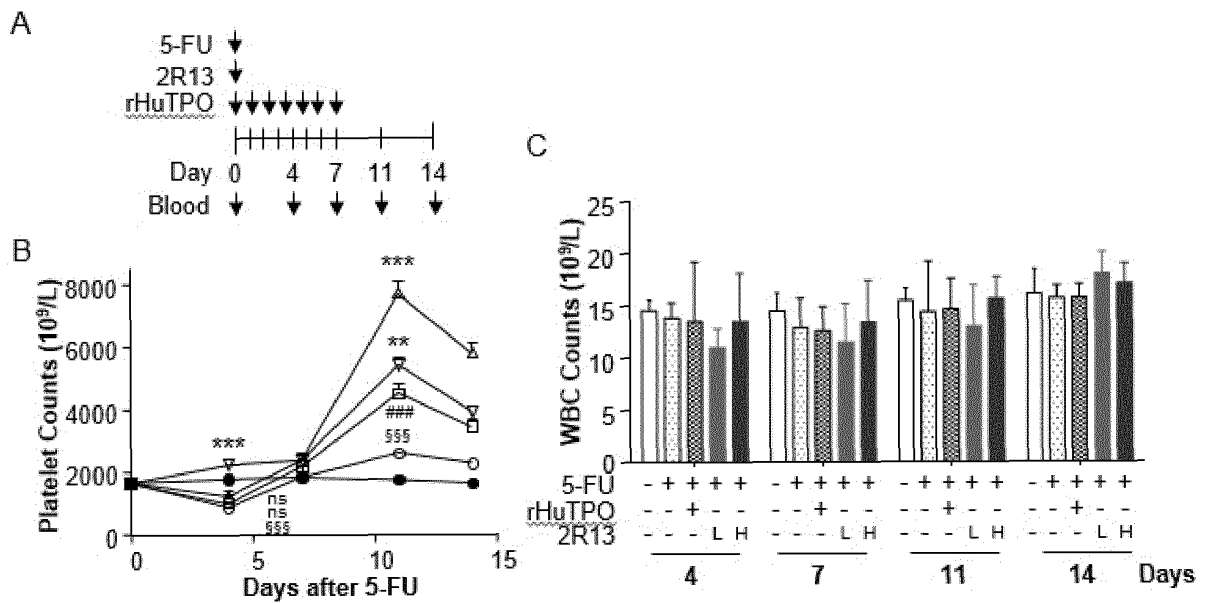 A
5-FU
2R13
rHuTPO
Day 0 4 7 11 14
Blood
B
Platelet Counts (10⁹/L)
8000
6000
4000
2000
0
***
***
**
###
§§§
ns
ns
§§§
0 5 10 15
Days after 5-FU
C
WBC Counts (10⁹/L)
25
20
15
10
5
0
5-FU - + + + + - + + + + - + + + + - + + + +
rHuTPO - - + - - - - + - - - - + - - - - + - -
2R13 - - - L H - - - L H - - - L H - - - L H
4 7 11 14 Days